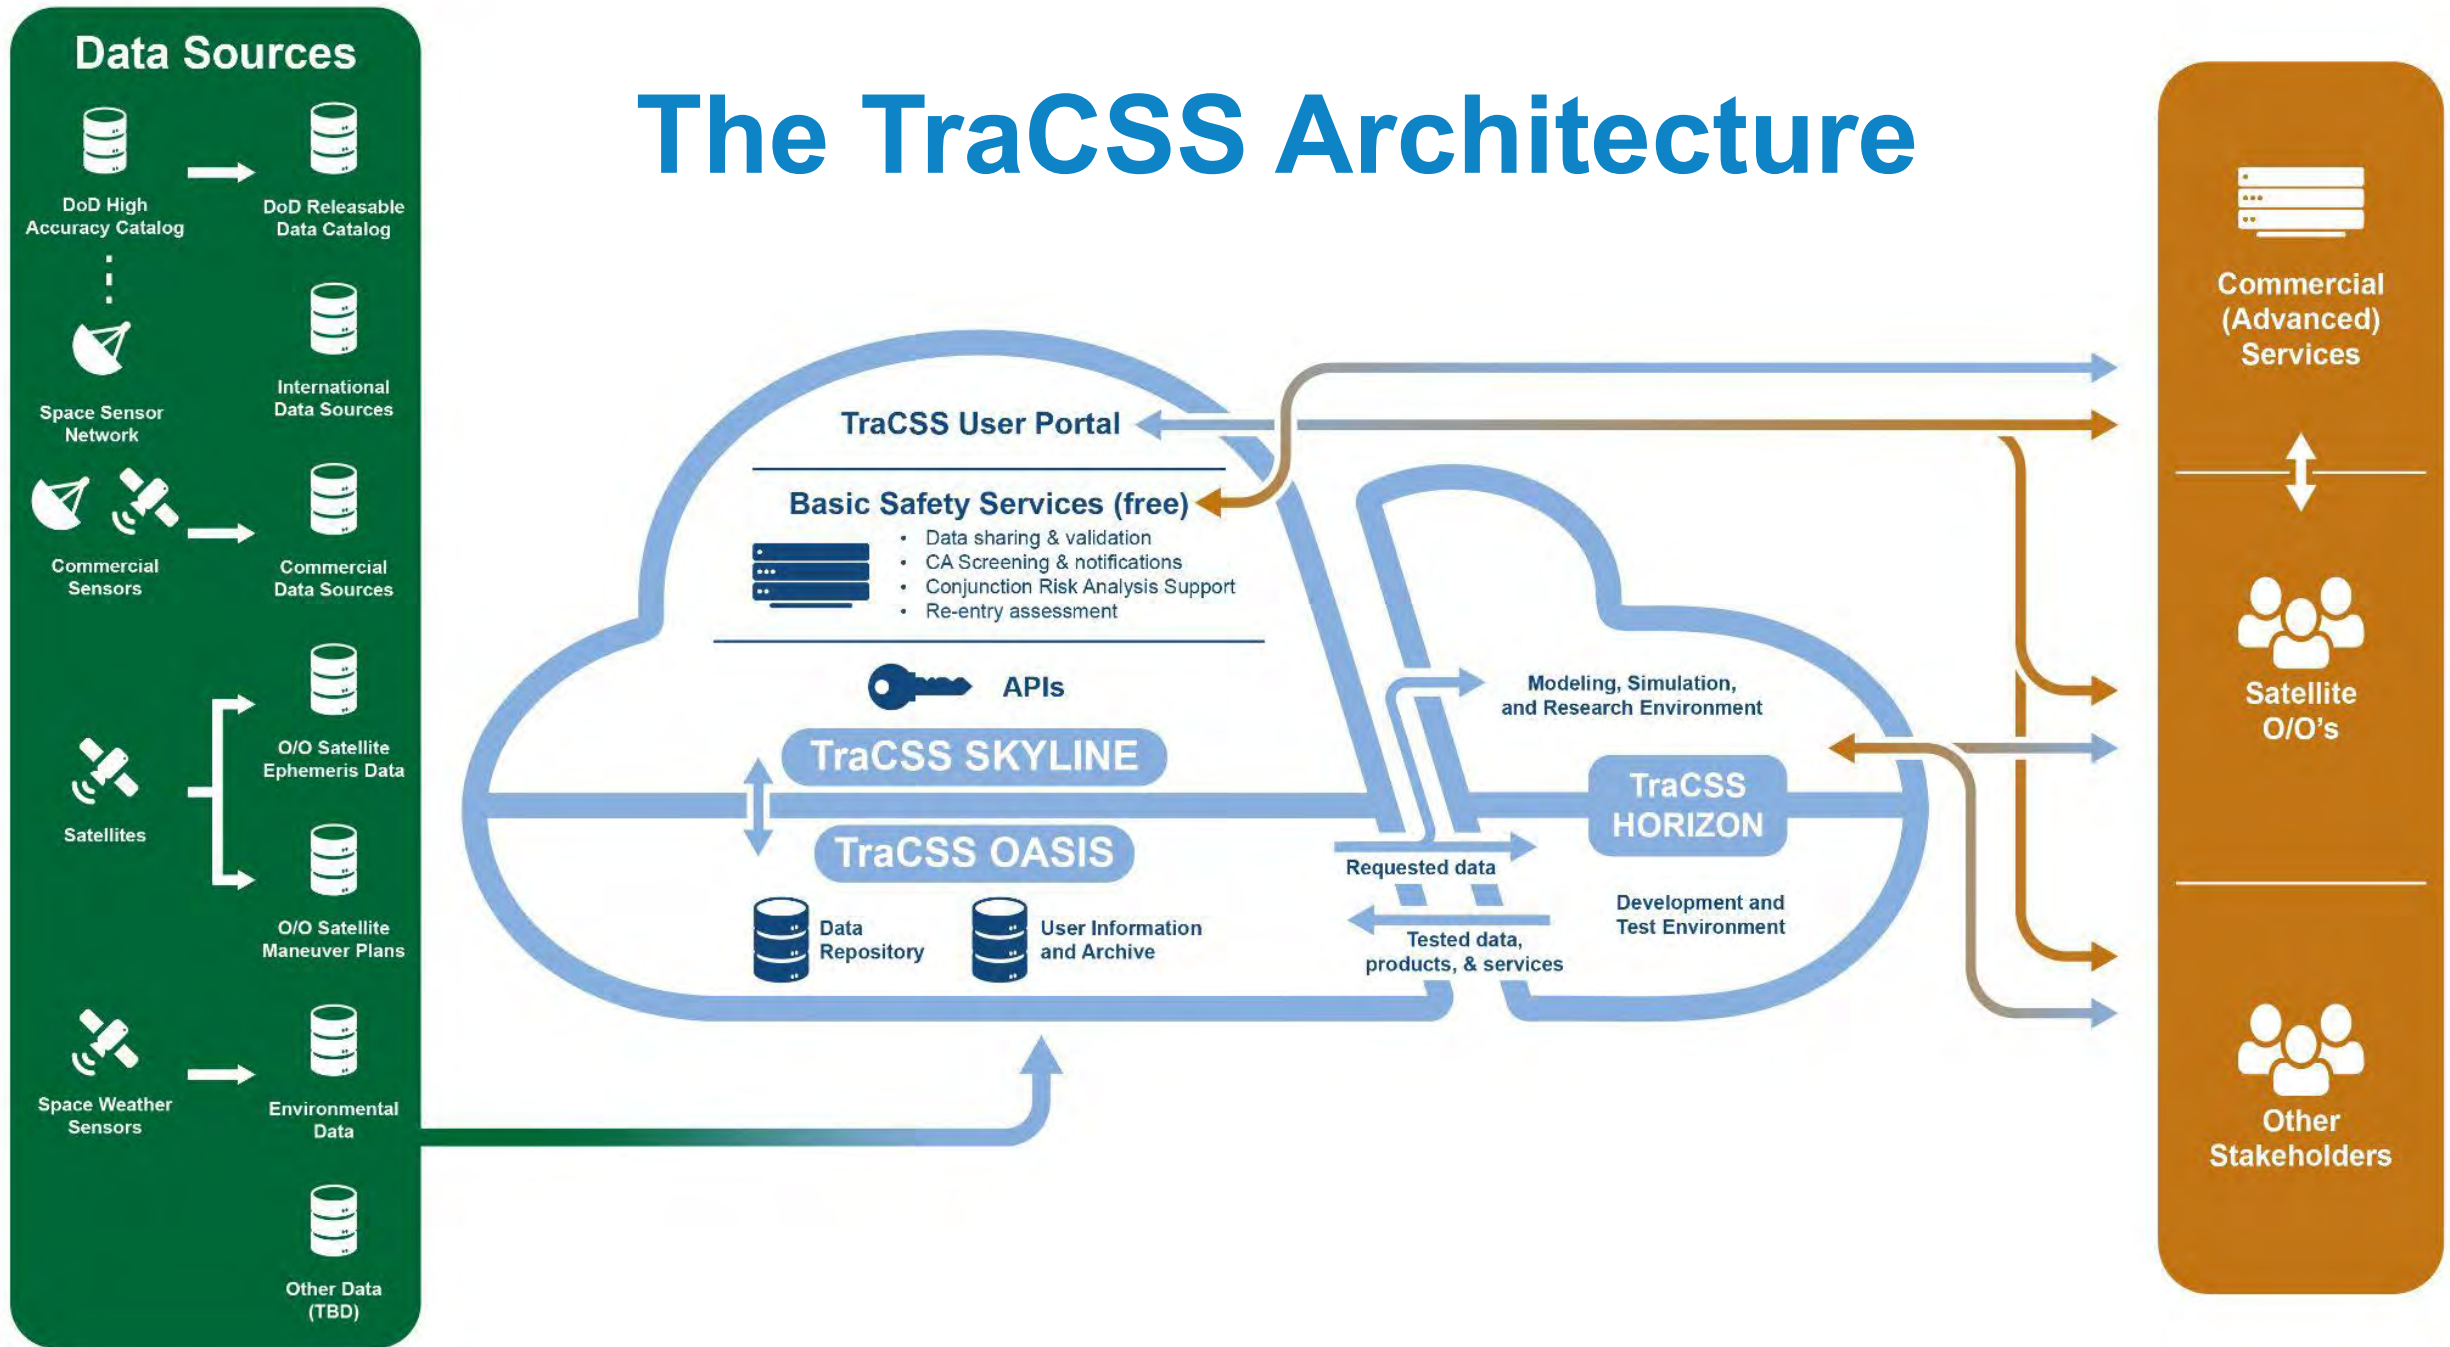 Data Sources
DoD High
Accuracy Catalog
DoD Releasable
Data Catalog
Space Sensor
Network
International
Data Sources
Commercial
Sensors
Commercial
Data Sources
Satellites
O/O Satellite
Ephemeris Data
O/O Satellite
Maneuver Plans
Space Weather
Sensors
Environmental
Data
Other Data
(TBD)
The TraCSS Architecture
TraCSS User Portal
Basic Safety Services (free)
• Data sharing & validation
• CA Screening & notifications
• Conjunction Risk Analysis Support
• Re-entry assessment
APIs
TraCSS SKYLINE
TraCSS OASIS
Data
Repository
User Information
and Archive
Requested data
Tested data,
products, & services
Modeling, Simulation,
and Research Environment
TraCSS
HORIZON
Development and
Test Environment
Commercial
(Advanced)
Services
Satellite
O/O's
Other
Stakeholders